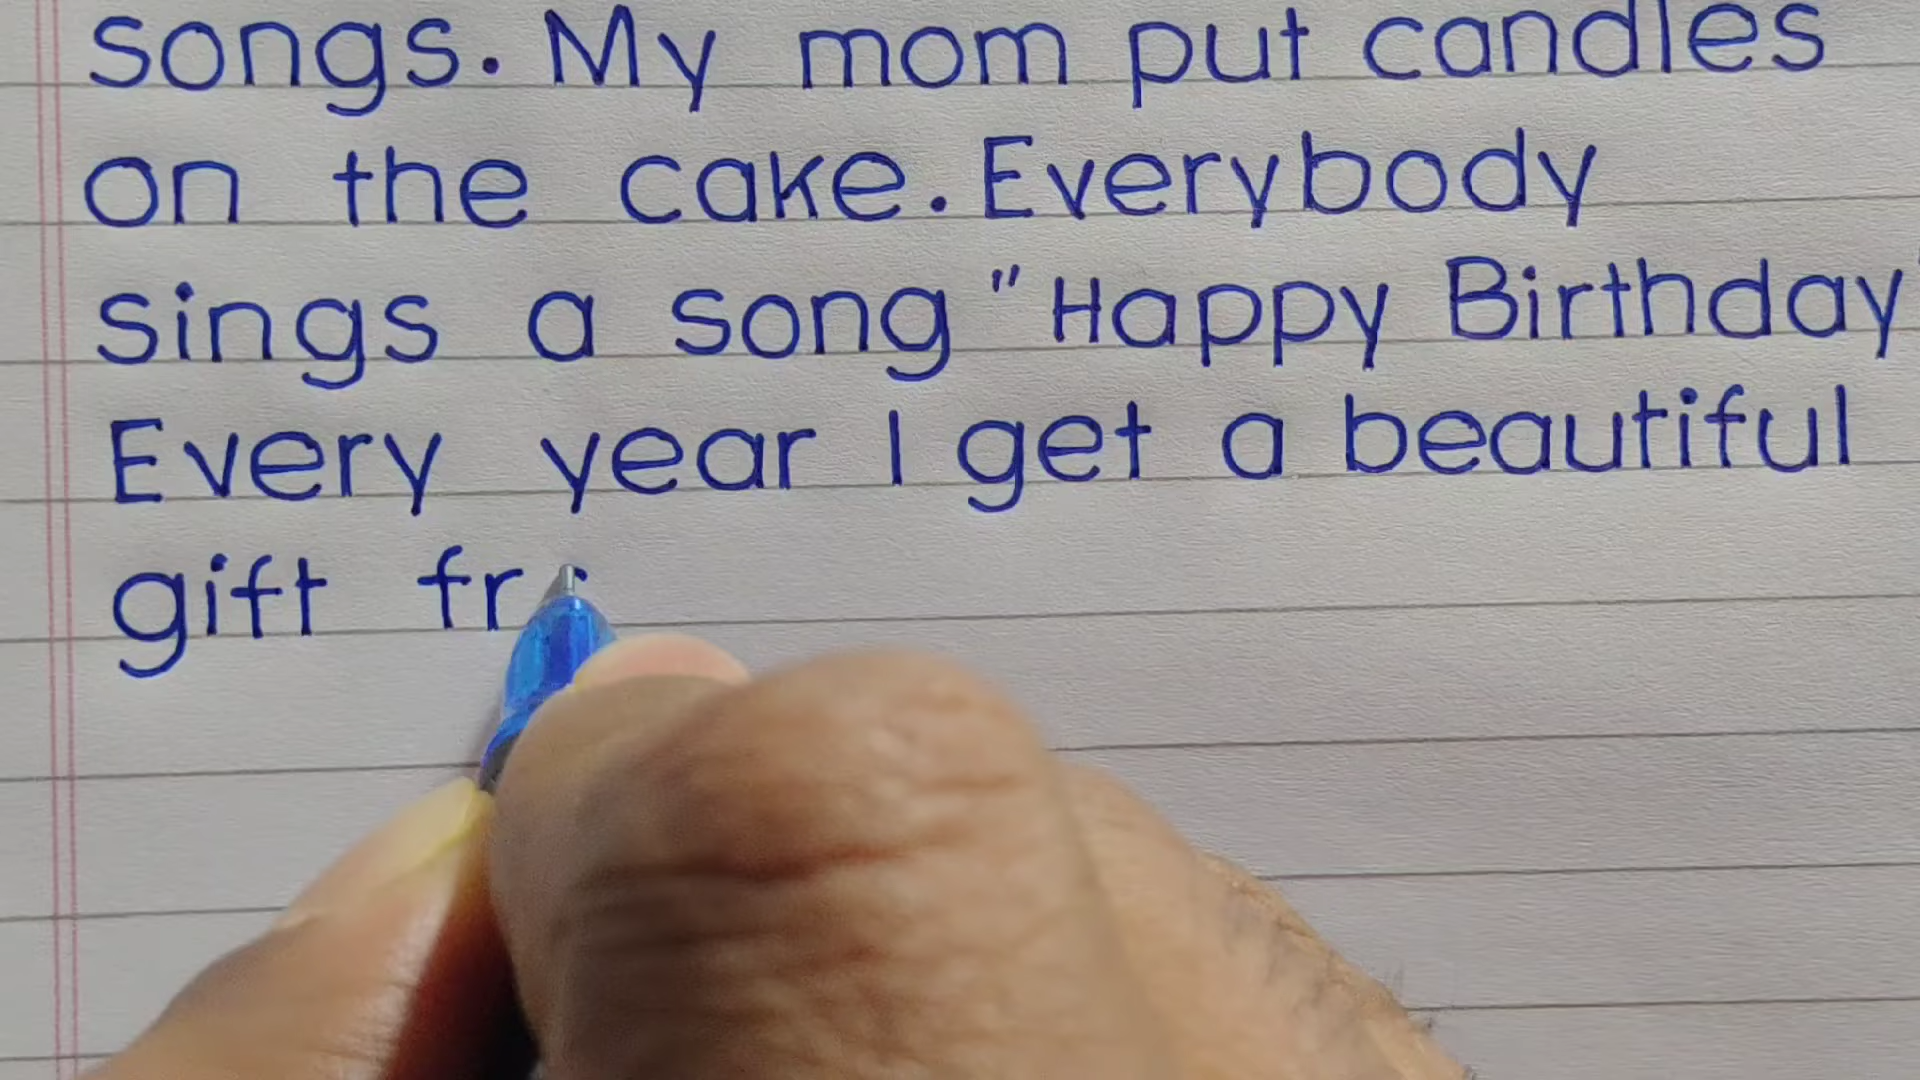 songs. My mom put candles
on the cake. Everybody
sings a song "Happy Birthday"
Every year I get a beautiful
gift fr